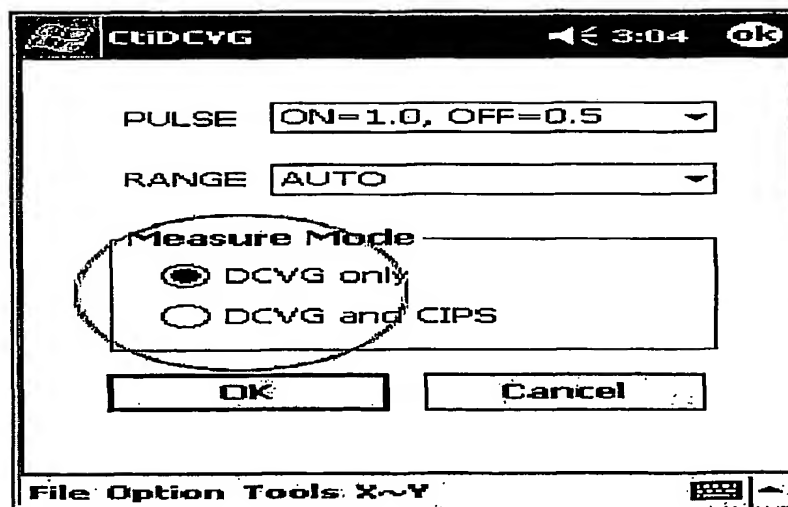 CtiDCVG 3:04 ok
PULSE ON=1.0, OFF=0.5
RANGE AUTO
Measure Mode
DCVG only
DCVG and CIPS
OK Cancel
File Option Tools X~Y